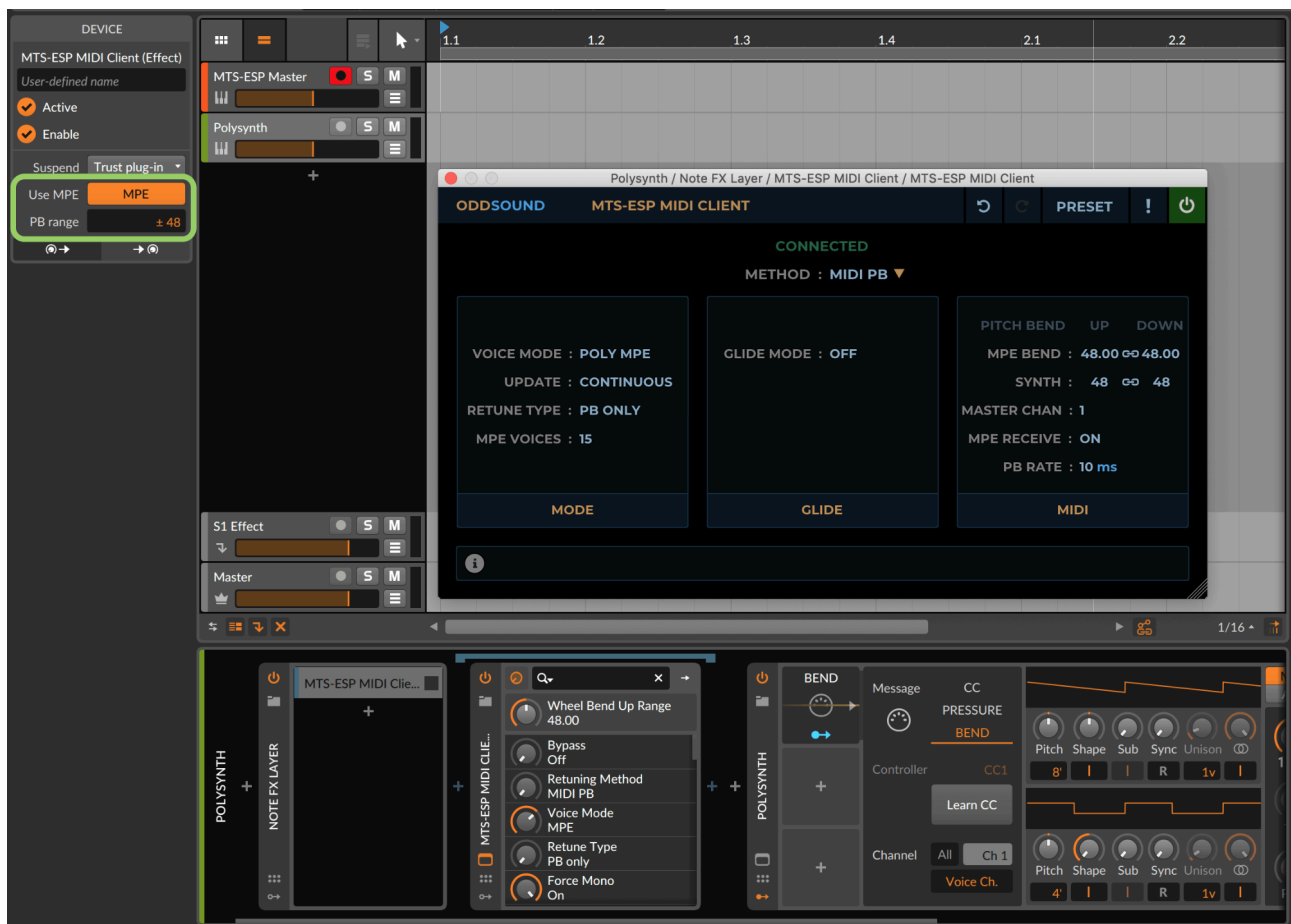 DEVICE
MTS-ESP MIDI Client (Effect)
User-defined name
Active
Enable
Suspend Trust plug-in
Use MPE MPE
PB range ± 48
1.1 1.2 1.3 1.4 2.1 2.2
MTS-ESP Master S M
Polysynth S M
+
S1 Effect S M
Master S M
1/16
Polysynth / Note FX Layer / MTS-ESP MIDI Client / MTS-ESP MIDI Client
ODDSOUND MTS-ESP MIDI CLIENT PRESET !
CONNECTED
METHOD : MIDI PB
VOICE MODE : POLY MPE
UPDATE : CONTINUOUS
RETUNE TYPE : PB ONLY
MPE VOICES : 15
MODE
GLIDE MODE : OFF
GLIDE
PITCH BEND UP DOWN
MPE BEND : 48.00 48.00
SYNTH : 48 48
MASTER CHAN : 1
MPE RECEIVE : ON
PB RATE : 10 ms
MIDI
POLYSYNTH
+
NOTE FX LAYER
MTS-ESP MIDI Clie...
+
+
MTS-ESP MIDI CLIE...
Wheel Bend Up Range
48.00
Bypass
Off
Retuning Method
MIDI PB
Voice Mode
MPE
Retune Type
PB only
Force Mono
On
+ +
POLYSYNTH
BEND
+
+
Message CC
PRESSURE
BEND
Controller CC1
Learn CC
Channel All Ch 1
Voice Ch.
Pitch Shape Sub Sync Unison
8' I I R 1v I
Pitch Shape Sub Sync Unison
4' I I R 1v I